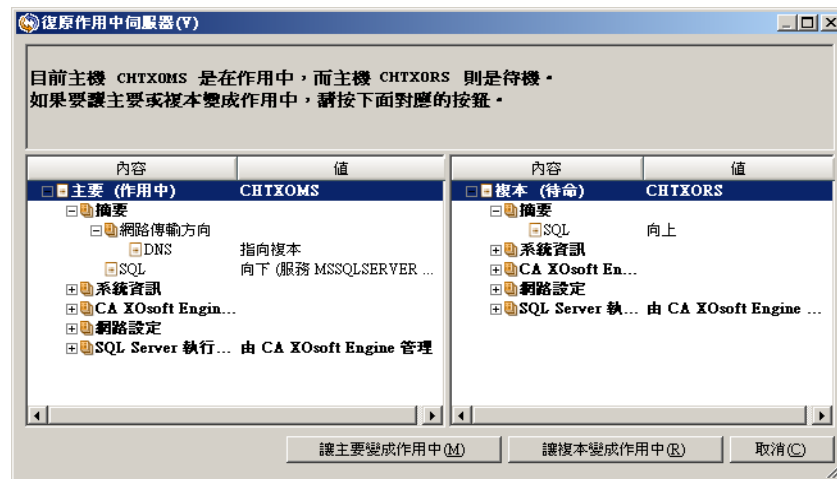 復原作用中伺服器(V)
目前主機 CHTXOMS 是在作用中，而主機 CHTXORS 則是待機。
如果要讓主要或複本變成作用中，請按下面對應的按鈕。
內容 值
主要 (作用中) CHTXOMS
摘要
網路傳輸方向
DNS 指向複本
SQL 向下 (服務 MSSQLSERVER ...
系統資訊
CA XOsoft Engin...
網路設定
SQL Server 執行... 由 CA XOsoft Engine 管理
內容 值
複本 (待命) CHTXORS
摘要
SQL 向上
系統資訊
CA XOsoft En...
網路設定
SQL Server 執... 由 CA XOsoft Engine ...
讓主要變成作用中(M) 讓複本變成作用中(R) 取消(C)